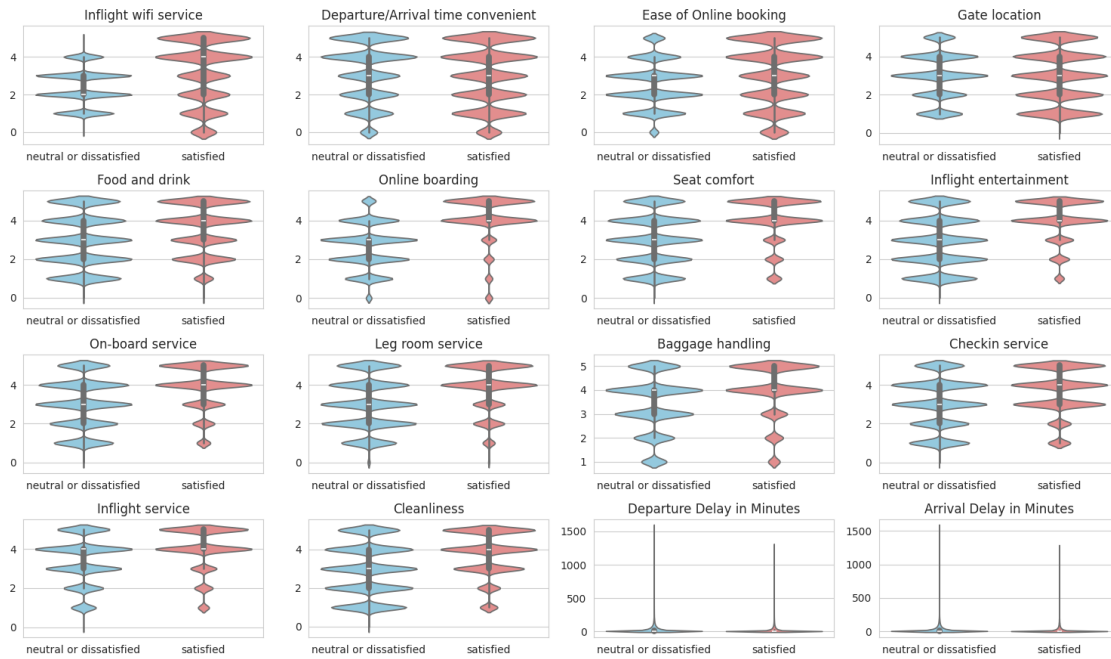 Inflight wifi service
Departure/Arrival time convenient
Ease of Online booking
Gate location
4
2
0
neutral or dissatisfied
satisfied
4
2
0
neutral or dissatisfied
satisfied
4
2
0
neutral or dissatisfied
satisfied
4
2
0
neutral or dissatisfied
satisfied
Food and drink
Online boarding
Seat comfort
Inflight entertainment
4
2
0
neutral or dissatisfied
satisfied
4
2
0
neutral or dissatisfied
satisfied
4
2
0
neutral or dissatisfied
satisfied
4
2
0
neutral or dissatisfied
satisfied
On-board service
Leg room service
Baggage handling
Checkin service
4
2
0
neutral or dissatisfied
satisfied
4
2
0
neutral or dissatisfied
satisfied
5
4
3
2
1
neutral or dissatisfied
satisfied
4
2
0
neutral or dissatisfied
satisfied
Inflight service
Cleanliness
Departure Delay in Minutes
Arrival Delay in Minutes
4
2
0
neutral or dissatisfied
satisfied
4
2
0
neutral or dissatisfied
satisfied
1500
1000
500
0
neutral or dissatisfied
satisfied
1500
1000
500
0
neutral or dissatisfied
satisfied